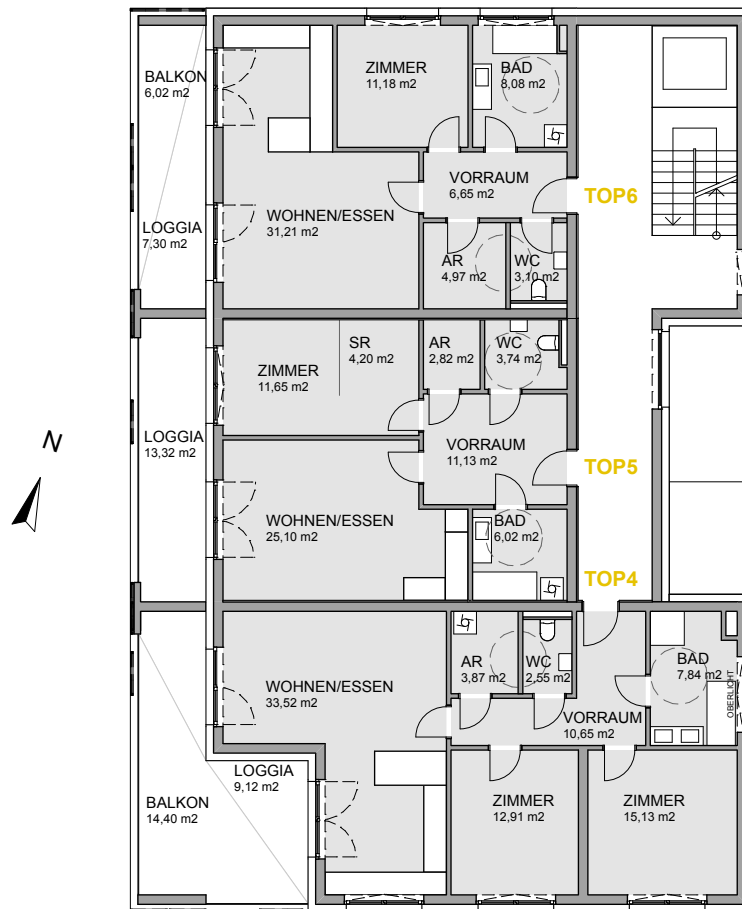 BALKON
6,02 m2
ZIMMER
11,18 m2
BAD
8,08 m2
VORRAUM
6,65 m2
TOP6
LOGGIA
7,30 m2
WOHNEN/ESSEN
31,21 m2
AR
4,97 m2
WC
3,10 m2
ZIMMER
11,65 m2
SR
4,20 m2
AR
2,82 m2
WC
3,74 m2
LOGGIA
13,32 m2
VORRAUM
11,13 m2
TOP5
N
WOHNEN/ESSEN
25,10 m2
BAD
6,02 m2
TOP4
WOHNEN/ESSEN
33,52 m2
AR
3,87 m2
WC
2,55 m2
BAD
7,84 m2
OBERLICHT
VORRAUM
10,65 m2
LOGGIA
9,12 m2
BALKON
14,40 m2
ZIMMER
12,91 m2
ZIMMER
15,13 m2